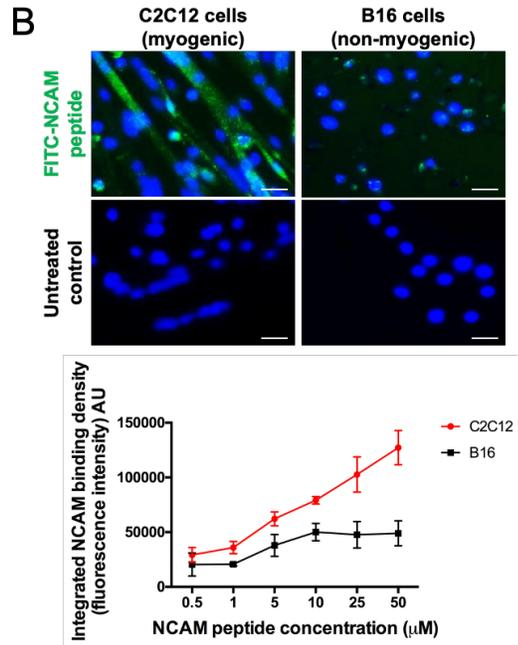 B
C2C12 cells
(myogenic)
B16 cells
(non-myogenic)
FITC-NCAM
peptide
Untreated
control
Integrated NCAM binding density
(fluorescence intensity) AU
150000
100000
50000
0
0.5 1 5 10 25 50
NCAM peptide concentration (μM)
C2C12
B16